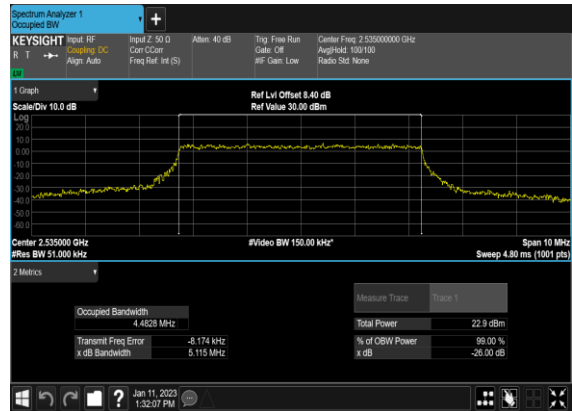 Spectrum Analyzer 1
Occupied BW
KEYSIGHT
R T
LW
Input: RF
Coupling: DC
Align: Auto
Input Z: 50 Ω
Corr CCorr
Freq Ref: Int (S)
Atten: 40 dB
Trig: Free Run
Gate: Off
#IF Gain: Low
Center Freq: 2.535000000 GHz
Avg|Hold: 100/100
Radio Std: None
1 Graph
Scale/Div 10.0 dB
Ref Lvl Offset 8.40 dB
Ref Value 30.00 dBm
Log
20.0
10.0
0.00
-10.0
-20.0
-30.0
-40.0
-50.0
-60.0
Center 2.535000 GHz
#Video BW 150.00 kHz*
Span 10 MHz
#Res BW 51.000 kHz
Sweep 4.80 ms (1001 pts)
2 Metrics
Measure Trace
Trace 1
Occupied Bandwidth
4.4828 MHz
Total Power
22.9 dBm
Transmit Freq Error
-8.174 kHz
% of OBW Power
99.00 %
x dB Bandwidth
5.115 MHz
x dB
-26.00 dB
?
Jan 11, 2023
1:32:07 PM